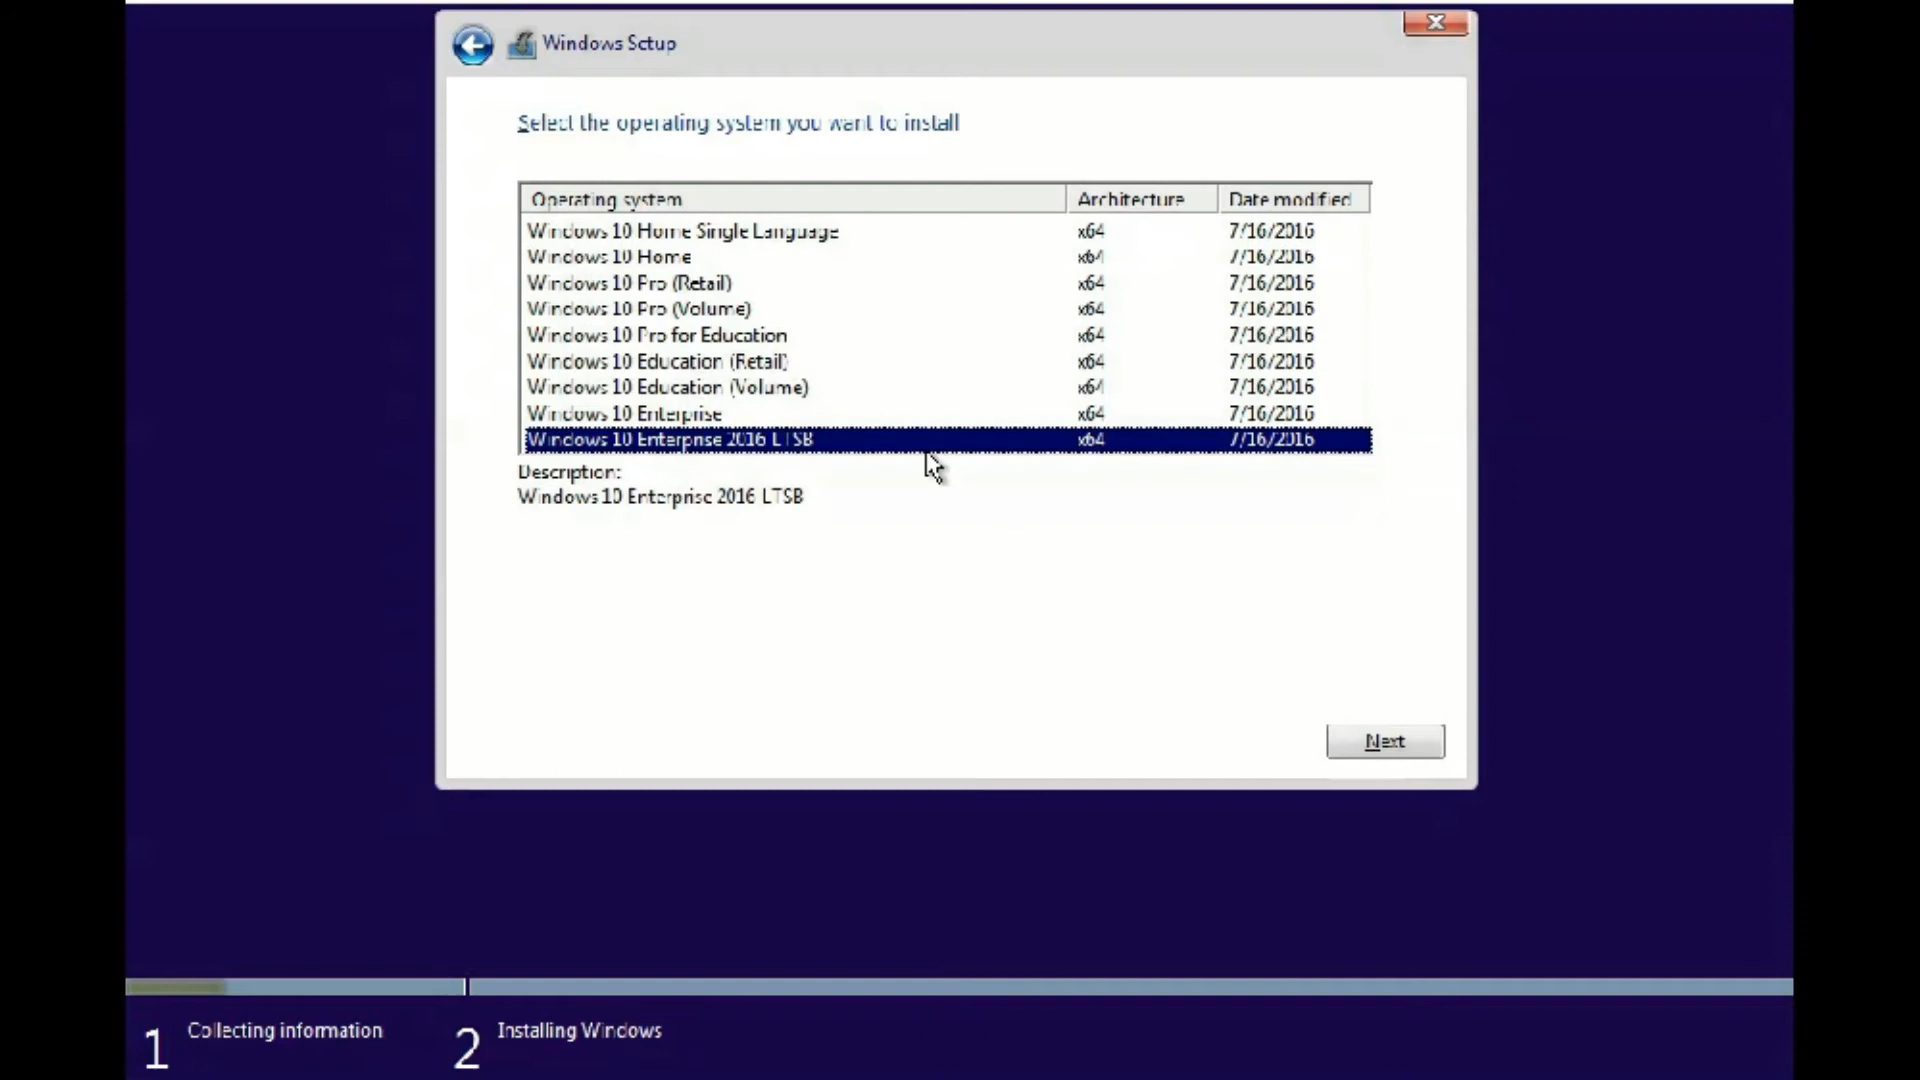 Windows Setup
Select the operating system you want to install
Operating system Architecture Date modified
Windows 10 Home Single Language x64 7/16/2016
Windows 10 Home x64 7/16/2016
Windows 10 Pro (Retail) x64 7/16/2016
Windows 10 Pro (Volume) x64 7/16/2016
Windows 10 Pro for Education x64 7/16/2016
Windows 10 Education (Retail) x64 7/16/2016
Windows 10 Education (Volume) x64 7/16/2016
Windows 10 Enterprise x64 7/16/2016
Windows 10 Enterprise 2016 LTSB x64 7/16/2016
Description:
Windows 10 Enterprise 2016 LTSB
Next
1 Collecting information 2 Installing Windows